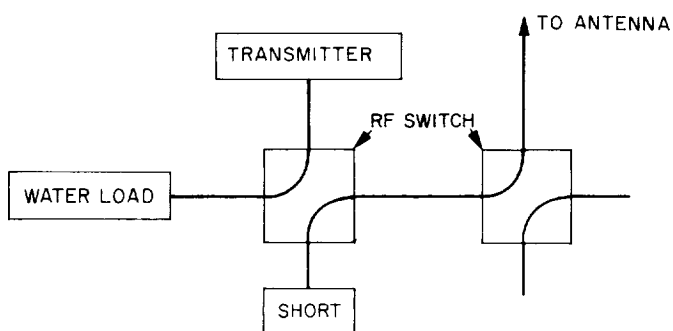 TO ANTENNA
TRANSMITTER
RF SWITCH
WATER LOAD
SHORT